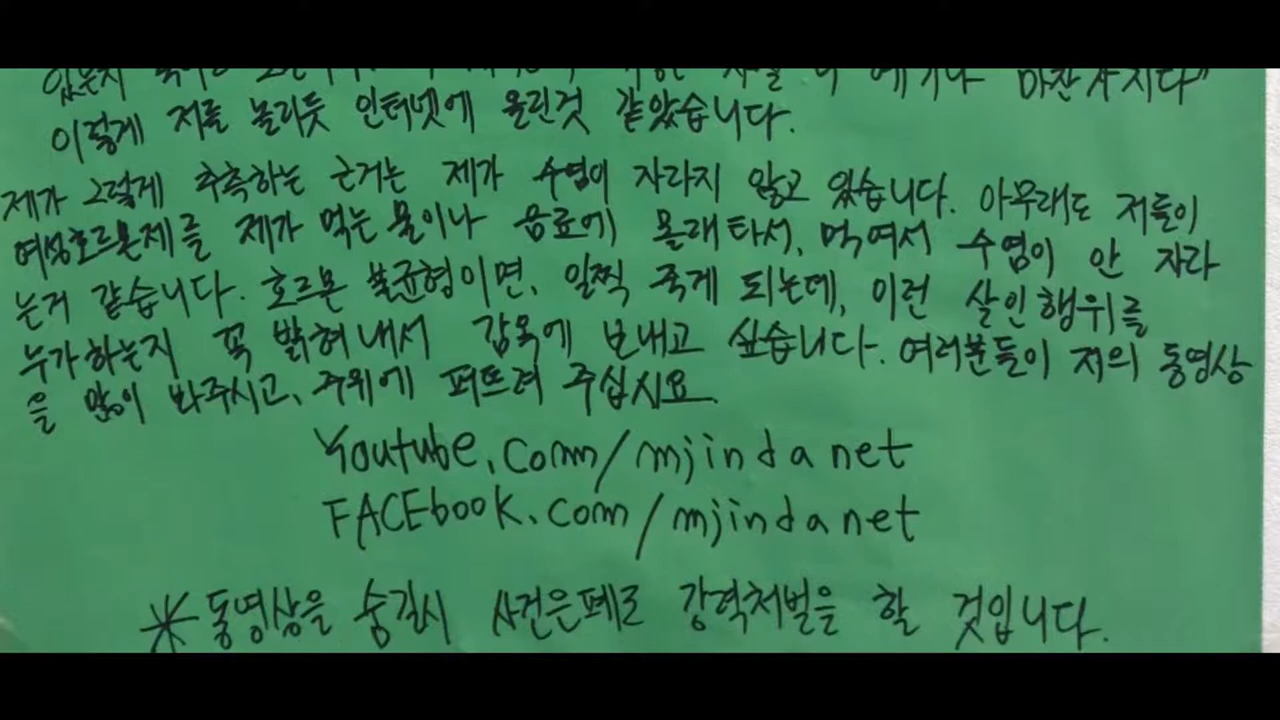 마찬가지다"
이렇게 저를 놀리듯 인터넷에 올린것 같았습니다.
제가 그렇게 추측하는 근거는 제가 수염이 자라지 않고 있습니다. 아무래도 저들이
여성호르몬제를 제가 먹는 물이나 음료에 몰래타서, 먹여서 수염이 안 자라
는거 같습니다. 호르몬 불균형이면, 일찍 죽게 되는데, 이런 살인행위를
누가하는지 꼭 밝혀내서 감옥에 보내고 싶습니다. 여러분들이 저의 동영상
을 많이 봐주시고, 주위에 퍼뜨려 주십시요.
Youtube.com/mjindanet
FACEbook.com/mjindanet
* 동영상을 숨길시 사건은폐로 강력처벌을 할 것입니다.